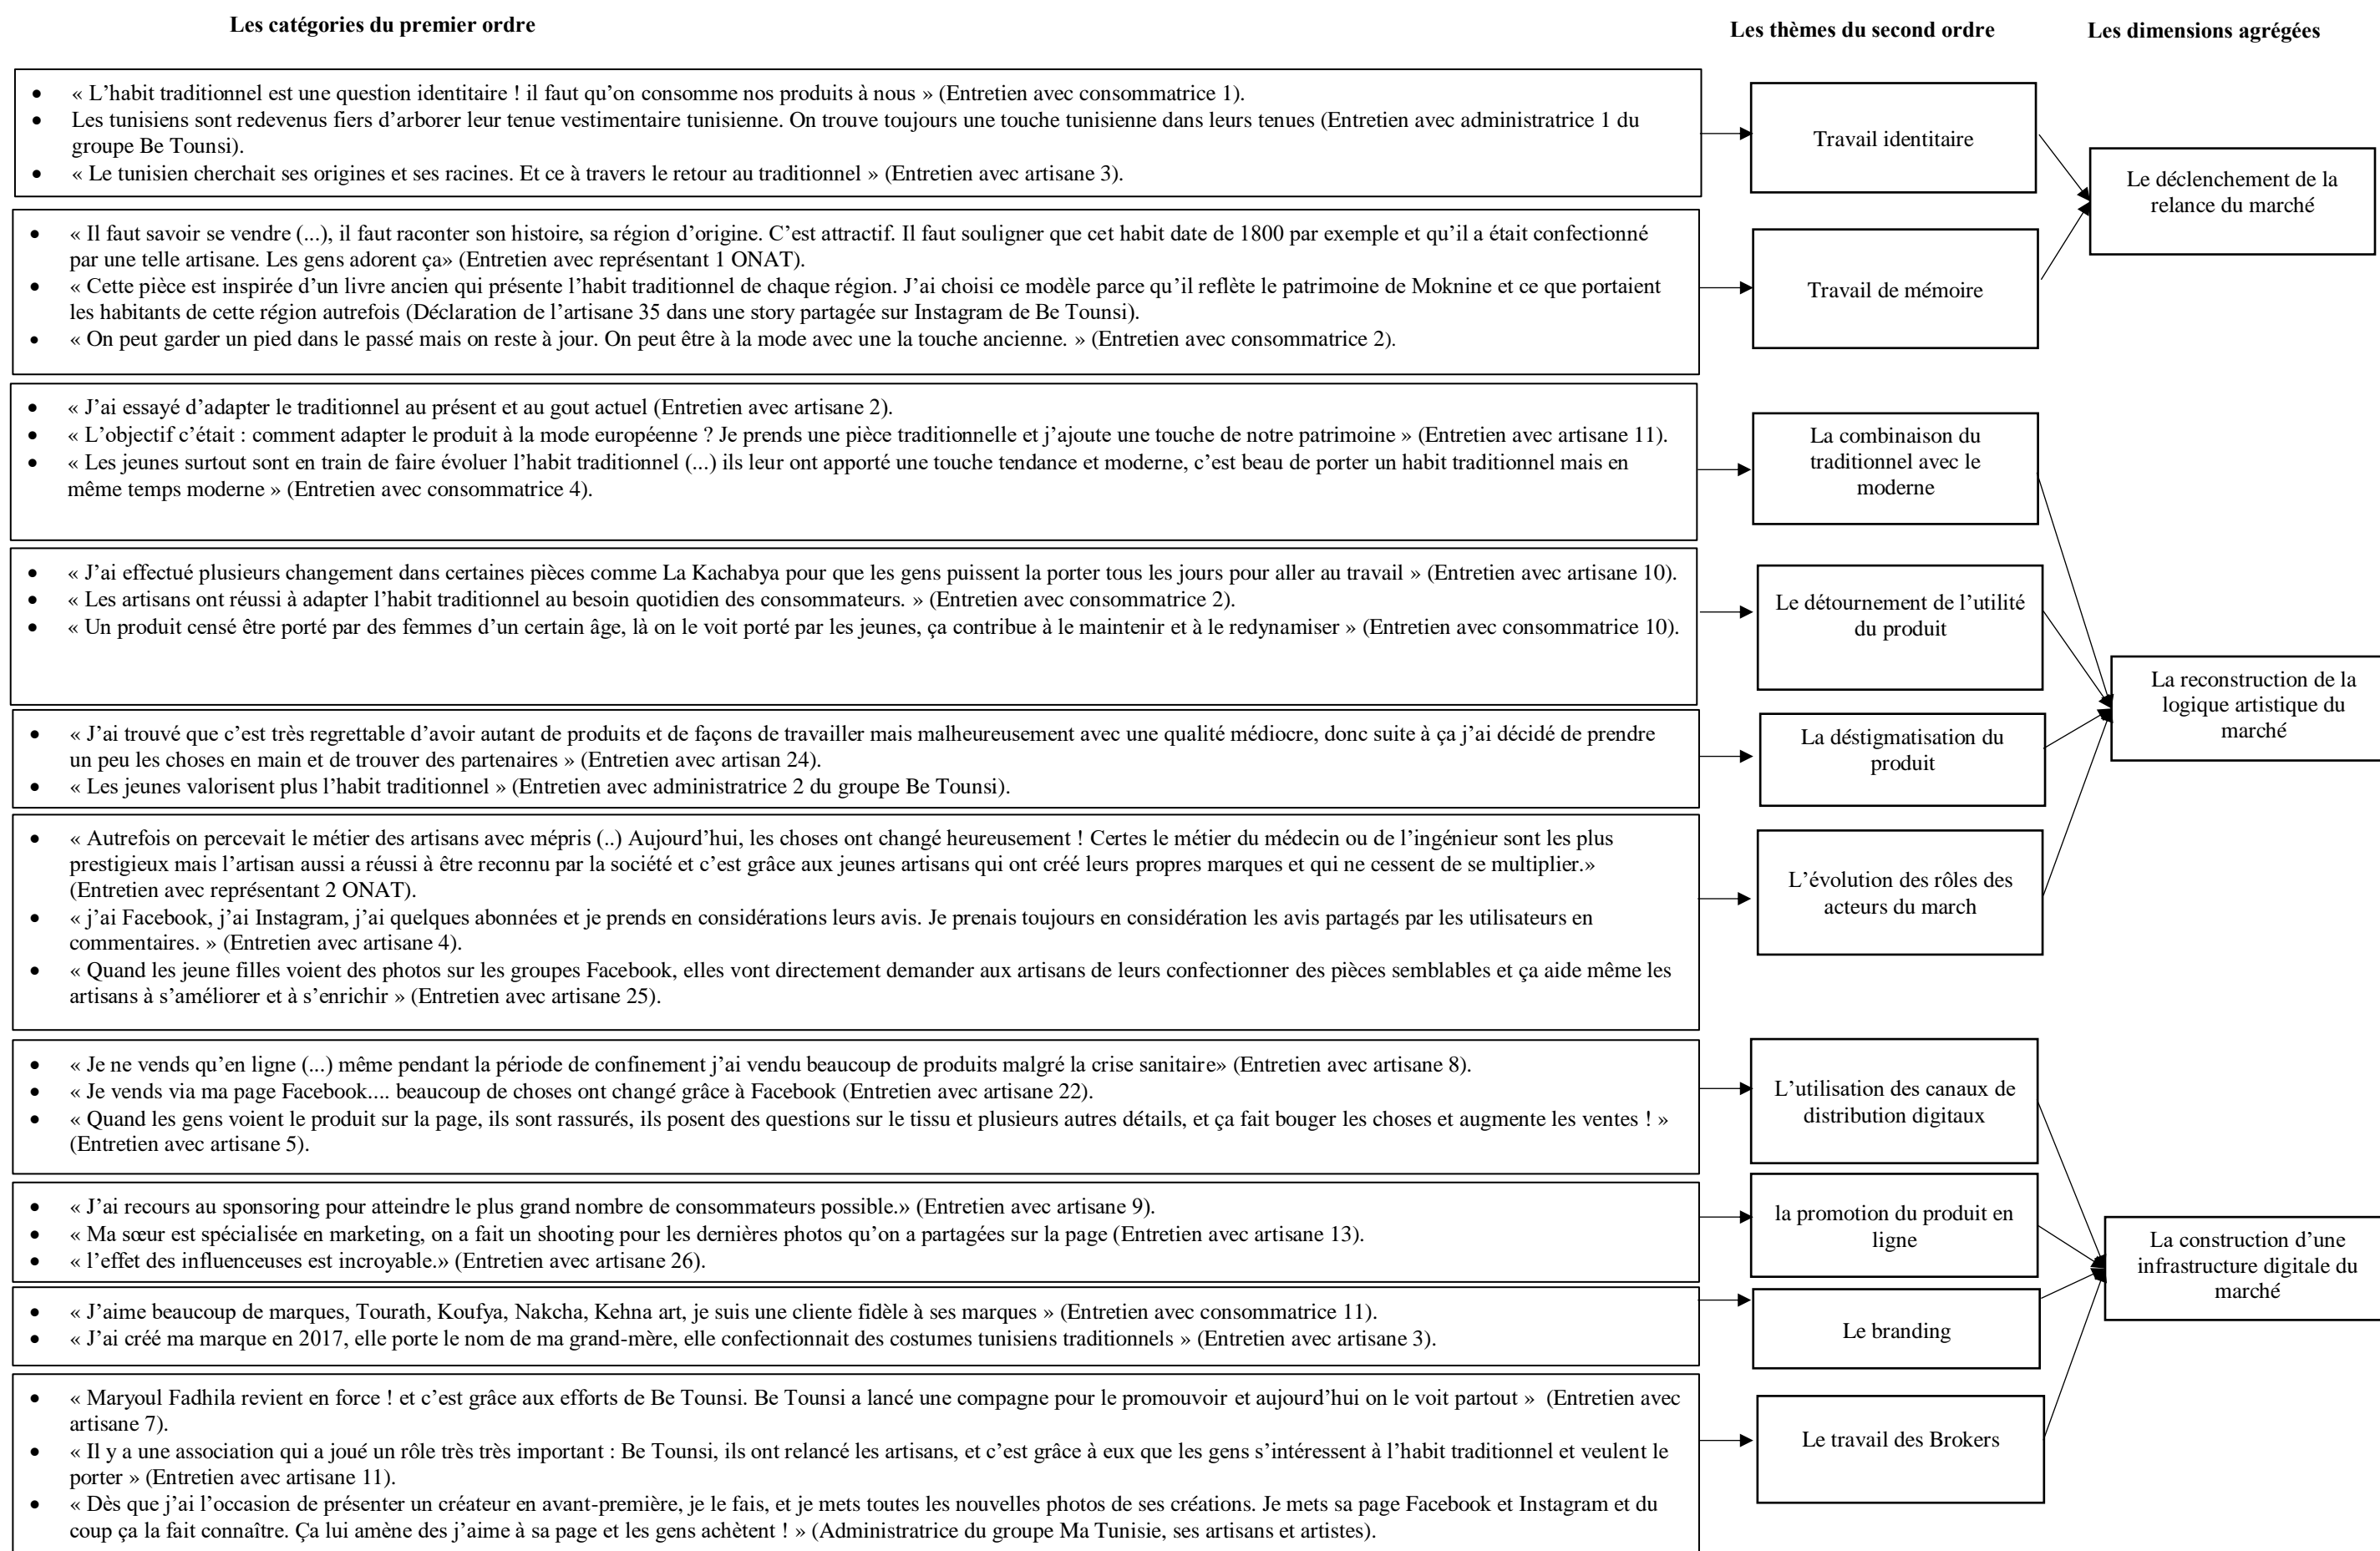 Les catégories du premier ordre
Les thèmes du second ordre
Les dimensions agrégées
• « L'habit traditionnel est une question identitaire ! il faut qu'on consomme nos produits à nous » (Entretien avec consommatrice 1).
• Les tunisiens sont redevenus fiers d'arborer leur tenue vestimentaire tunisienne. On trouve toujours une touche tunisienne dans leurs tenues (Entretien avec administratrice 1 du
groupe Be Tounsi).
• « Le tunisien cherchait ses origines et ses racines. Et ce à travers le retour au traditionnel » (Entretien avec artisane 3).
Travail identitaire
Le déclenchement de la
relance du marché
• « Il faut savoir se vendre (...), il faut raconter son histoire, sa région d'origine. C'est attractif. Il faut souligner que cet habit date de 1800 par exemple et qu'il a était confectionné
par une telle artisane. Les gens adorent ça» (Entretien avec représentant 1 ONAT).
• « Cette pièce est inspirée d'un livre ancien qui présente l'habit traditionnel de chaque région. J'ai choisi ce modèle parce qu'il reflète le patrimoine de Moknine et ce que portaient
les habitants de cette région autrefois (Déclaration de l'artisane 35 dans une story partagée sur Instagram de Be Tounsi).
• « On peut garder un pied dans le passé mais on reste à jour. On peut être à la mode avec une la touche ancienne. » (Entretien avec consommatrice 2).
Travail de mémoire
• « J'ai essayé d'adapter le traditionnel au présent et au gout actuel (Entretien avec artisane 2).
• « L'objectif c'était : comment adapter le produit à la mode européenne ? Je prends une pièce traditionnelle et j'ajoute une touche de notre patrimoine » (Entretien avec artisane 11).
• « Les jeunes surtout sont en train de faire évoluer l'habit traditionnel (...) ils leur ont apporté une touche tendance et moderne, c'est beau de porter un habit traditionnel mais en
même temps moderne » (Entretien avec consommatrice 4).
La combinaison du
traditionnel avec le
moderne
• « J'ai effectué plusieurs changement dans certaines pièces comme La Kachabya pour que les gens puissent la porter tous les jours pour aller au travail » (Entretien avec artisane 10).
• « Les artisans ont réussi à adapter l'habit traditionnel au besoin quotidien des consommateurs. » (Entretien avec consommatrice 2).
• « Un produit censé être porté par des femmes d'un certain âge, là on le voit porté par les jeunes, ça contribue à le maintenir et à le redynamiser » (Entretien avec consommatrice 10).
Le détournement de l'utilité
du produit
La reconstruction de la
logique artistique du
marché
• « J'ai trouvé que c'est très regrettable d'avoir autant de produits et de façons de travailler mais malheureusement avec une qualité médiocre, donc suite à ça j'ai décidé de prendre
un peu les choses en main et de trouver des partenaires » (Entretien avec artisan 24).
• « Les jeunes valorisent plus l'habit traditionnel » (Entretien avec administratrice 2 du groupe Be Tounsi).
La déstigmatisation du
produit
• « Autrefois on percevait le métier des artisans avec mépris (..) Aujourd'hui, les choses ont changé heureusement ! Certes le métier du médecin ou de l'ingénieur sont les plus
prestigieux mais l'artisan aussi a réussi à être reconnu par la société et c'est grâce aux jeunes artisans qui ont créé leurs propres marques et qui ne cessent de se multiplier.»
(Entretien avec représentant 2 ONAT).
• « j'ai Facebook, j'ai Instagram, j'ai quelques abonnées et je prends en considérations leurs avis. Je prenais toujours en considération les avis partagés par les utilisateurs en
commentaires. » (Entretien avec artisane 4).
• « Quand les jeune filles voient des photos sur les groupes Facebook, elles vont directement demander aux artisans de leurs confectionner des pièces semblables et ça aide même les
artisans à s'améliorer et à s'enrichir » (Entretien avec artisane 25).
L'évolution des rôles des
acteurs du march
• « Je ne vends qu'en ligne (...) même pendant la période de confinement j'ai vendu beaucoup de produits malgré la crise sanitaire» (Entretien avec artisane 8).
• « Je vends via ma page Facebook.... beaucoup de choses ont changé grâce à Facebook (Entretien avec artisane 22).
• « Quand les gens voient le produit sur la page, ils sont rassurés, ils posent des questions sur le tissu et plusieurs autres détails, et ça fait bouger les choses et augmente les ventes ! »
(Entretien avec artisane 5).
L'utilisation des canaux de
distribution digitaux
• « J'ai recours au sponsoring pour atteindre le plus grand nombre de consommateurs possible.» (Entretien avec artisane 9).
• « Ma sœur est spécialisée en marketing, on a fait un shooting pour les dernières photos qu'on a partagées sur la page (Entretien avec artisane 13).
• « l'effet des influenceuses est incroyable.» (Entretien avec artisane 26).
la promotion du produit en
ligne
La construction d'une
infrastructure digitale du
marché
• « J'aime beaucoup de marques, Tourath, Koufya, Nakcha, Kehna art, je suis une cliente fidèle à ses marques » (Entretien avec consommatrice 11).
• « J'ai créé ma marque en 2017, elle porte le nom de ma grand-mère, elle confectionnait des costumes tunisiens traditionnels » (Entretien avec artisane 3).
Le branding
• « Maryoul Fadhila revient en force ! et c'est grâce aux efforts de Be Tounsi. Be Tounsi a lancé une compagne pour le promouvoir et aujourd'hui on le voit partout » (Entretien avec
artisane 7).
• « Il y a une association qui a joué un rôle très très important : Be Tounsi, ils ont relancé les artisans, et c'est grâce à eux que les gens s'intéressent à l'habit traditionnel et veulent le
porter » (Entretien avec artisane 11).
• « Dès que j'ai l'occasion de présenter un créateur en avant-première, je le fais, et je mets toutes les nouvelles photos de ses créations. Je mets sa page Facebook et Instagram et du
coup ça la fait connaître. Ça lui amène des j'aime à sa page et les gens achètent ! » (Administratrice du groupe Ma Tunisie, ses artisans et artistes).
Le travail des Brokers